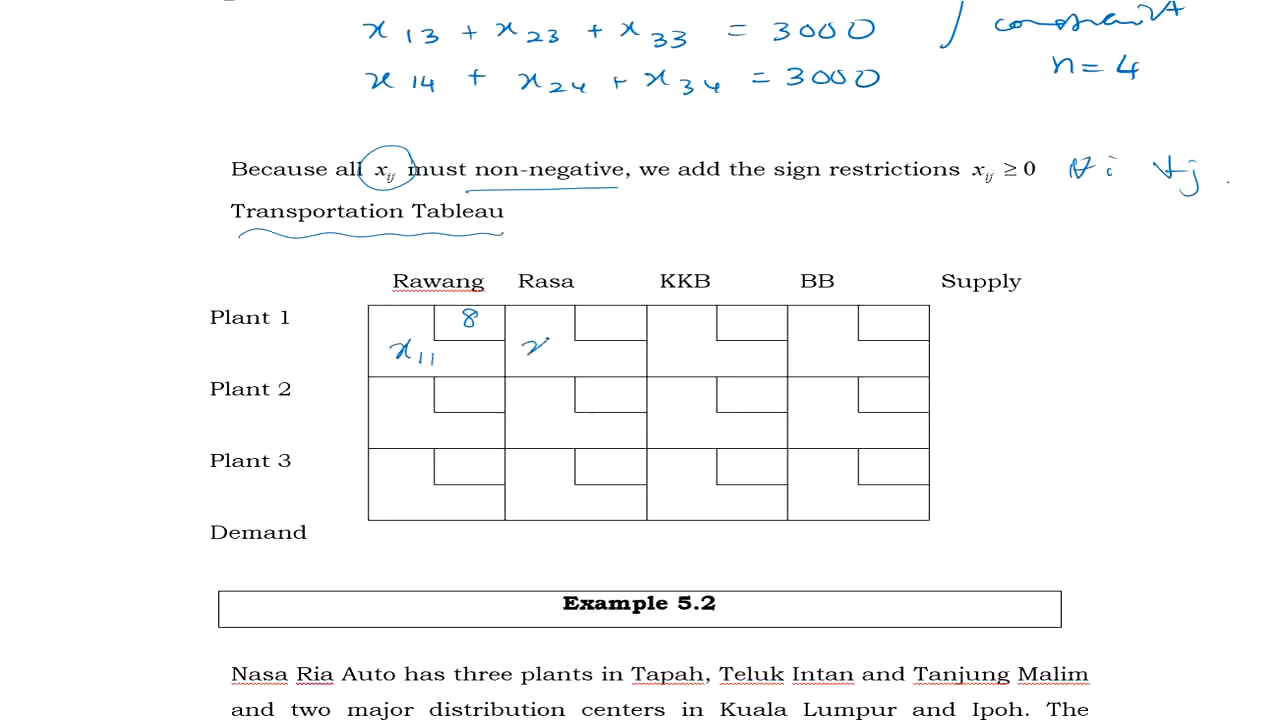 x13 + x23 + x33 = 3000 constraint
x14 + x24 + x34 = 3000 n = 4
Because all xij must non-negative, we add the sign restrictions xij ≥ 0 ∀i ∀j
Transportation Tableau
Rawang Rasa KKB BB Supply
Plant 1 8
x11 x
Plant 2
Plant 3
Demand
Example 5.2
Nasa Ria Auto has three plants in Tapah, Teluk Intan and Tanjung Malim
and two major distribution centers in Kuala Lumpur and Ipoh. The